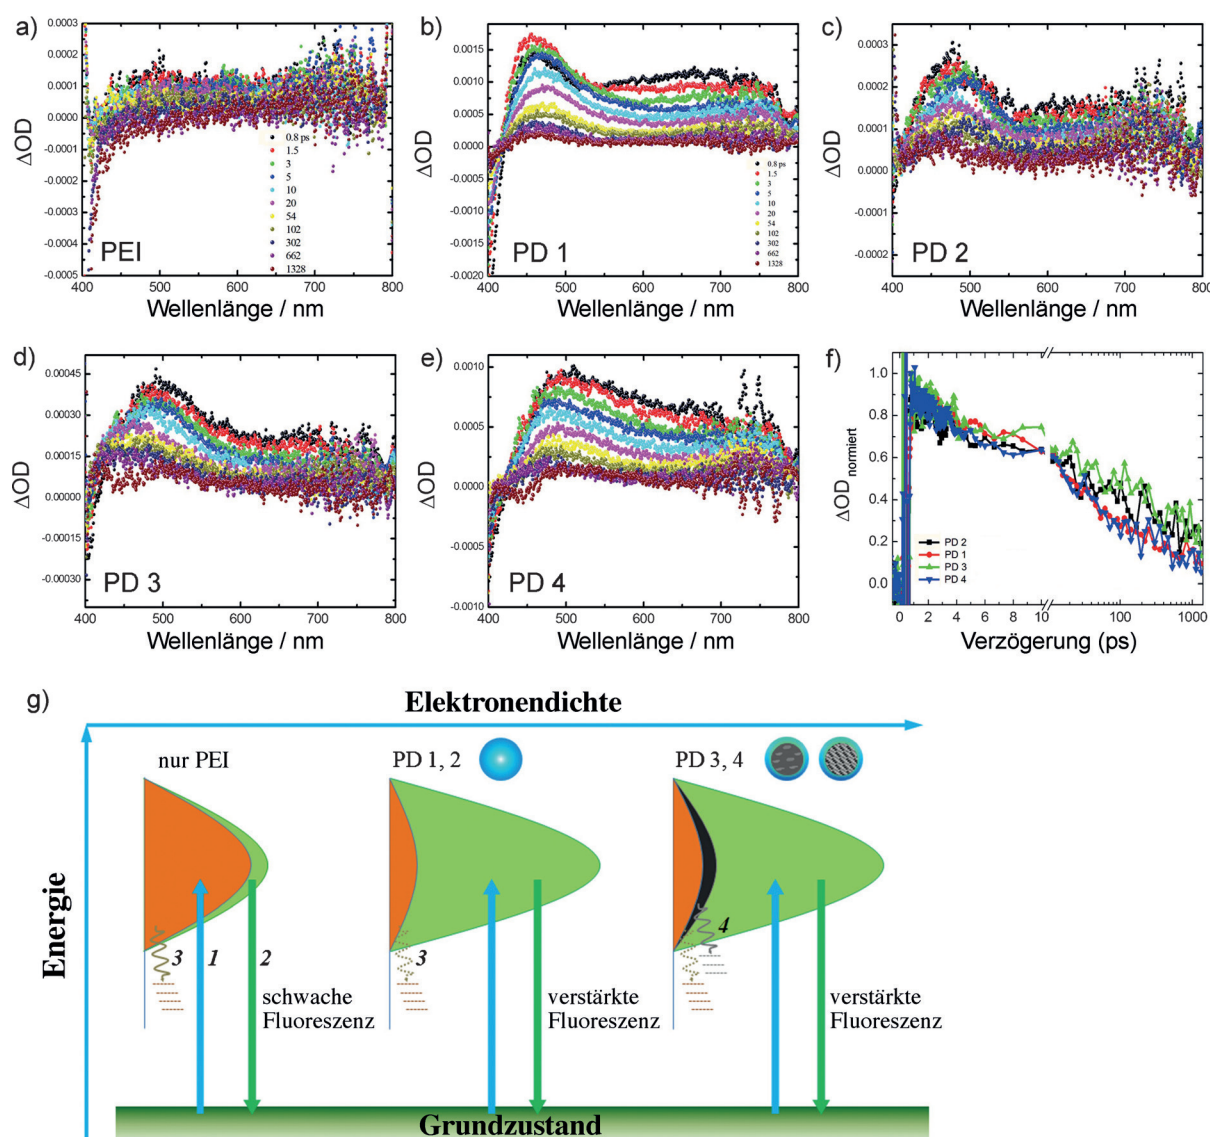 a)
0.0003
0.0002
0.0001
0.0000
-0.0001
-0.0002
-0.0003
-0.0004
-0.0005
ΔOD
0.8 ps
1.5
3
5
10
20
54
102
302
662
1328
PEI
400
500
600
700
800
Wellenlänge / nm
b)
0.0015
0.0010
0.0005
0.0000
-0.0005
-0.0010
-0.0015
-0.0020
ΔOD
0.8 ps
1.5
3
5
10
20
54
102
302
662
1328
PD 1
400
500
600
700
800
Wellenlänge / nm
c)
0.0003
0.0002
0.0001
0.0000
-0.0001
-0.0002
ΔOD
PD 2
400
500
600
700
800
Wellenlänge / nm
d)
0.00045
0.00030
0.00015
0.00000
-0.00015
-0.00030
ΔOD
PD 3
400
500
600
700
800
Wellenlänge / nm
e)
0.0010
0.0005
0.0000
-0.0005
-0.0010
ΔOD
PD 4
400
500
600
700
800
Wellenlänge / nm
f)
1.0
0.8
0.6
0.4
0.2
0.0
ΔODnormiert
PD 2
PD 1
PD 3
PD 4
0 2 4 6 8 10 100 1000
Verzögerung (ps)
g)
Elektronendichte
Energie
nur PEI
PD 1, 2
PD 3, 4
3 1 2
3
4
schwache
Fluoreszenz
verstärkte
Fluoreszenz
verstärkte
Fluoreszenz
Grundzustand